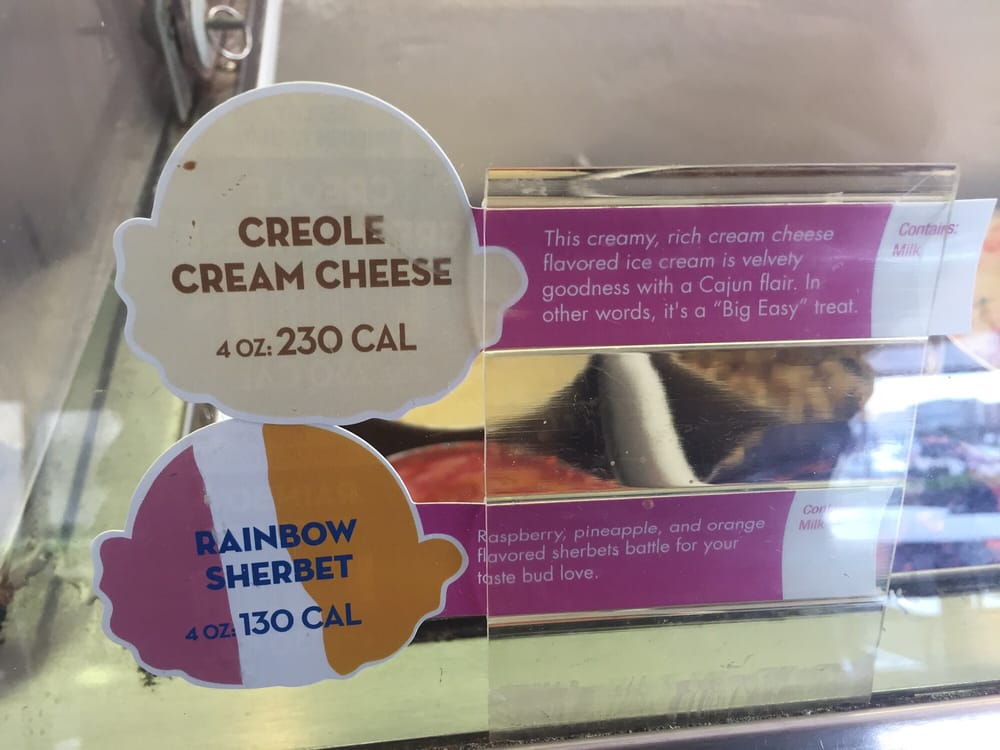 CREOLE
CREAM CHEESE
4 OZ: 230 CAL
This creamy, rich cream cheese
flavored ice cream is velvety
goodness with a Cajun flair. In
other words, it's a “Big Easy” treat.
Contains:
Milk
RAINBOW
SHERBET
4 OZ: 130 CAL
Raspberry, pineapple, and orange
flavored sherbets battle for your
taste bud love.
Milk